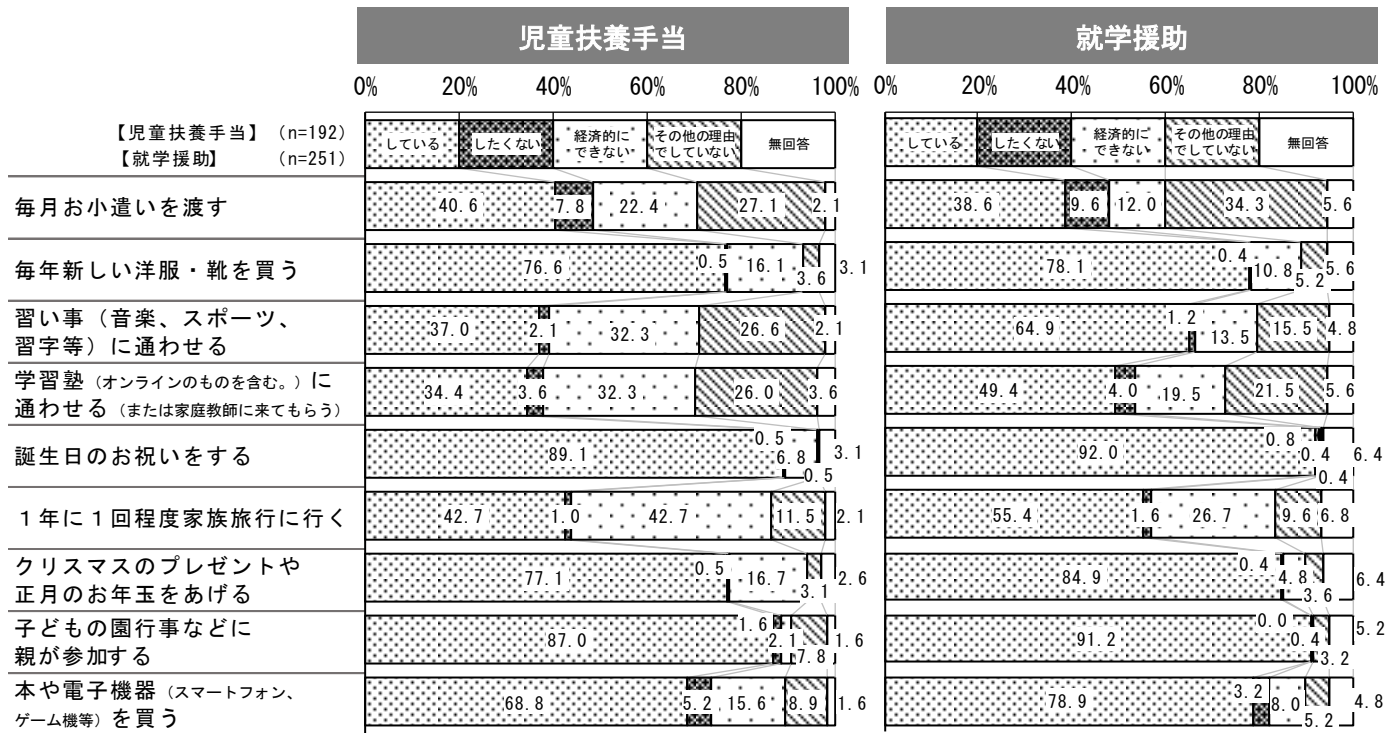 児童扶養手当 就学援助
0% 20% 40% 60% 80% 100% 0% 20% 40% 60% 80% 100%
【児童扶養手当】（n=192）
【就学援助】（n=251）
している したくない 経済的に できない その他の理由 でしていない 無回答 している したくない 経済的に できない その他の理由 でしていない 無回答
毎月お小遣いを渡す 40.6 7.8 22.4 27.1 2.1 38.6 9.6 12.0 34.3 5.6
毎年新しい洋服・靴を買う 76.6 0.5 16.1 3.6 3.1 78.1 0.4 10.8 5.2 5.6
習い事（音楽、スポーツ、
習字等）に通わせる 37.0 2.1 32.3 26.6 2.1 64.9 1.2 13.5 15.5 4.8
学習塾（オンラインのものを含む。）に
通わせる（または家庭教師に来てもらう） 34.4 3.6 32.3 26.0 3.6 49.4 4.0 19.5 21.5 5.6
誕生日のお祝いをする 89.1 0.5 6.8 0.5 3.1 92.0 0.8 0.4 0.4 6.4
１年に１回程度家族旅行に行く 42.7 1.0 42.7 11.5 2.1 55.4 1.6 26.7 9.6 6.8
クリスマスのプレゼントや
正月のお年玉をあげる 77.1 0.5 16.7 3.1 2.6 84.9 0.4 4.8 3.6 6.4
子どもの園行事などに
親が参加する 87.0 1.6 2.1 7.8 1.6 91.2 0.0 0.4 3.2 5.2
本や電子機器（スマートフォン、
ゲーム機等）を買う 68.8 5.2 15.6 8.9 1.6 78.9 3.2 8.0 5.2 4.8